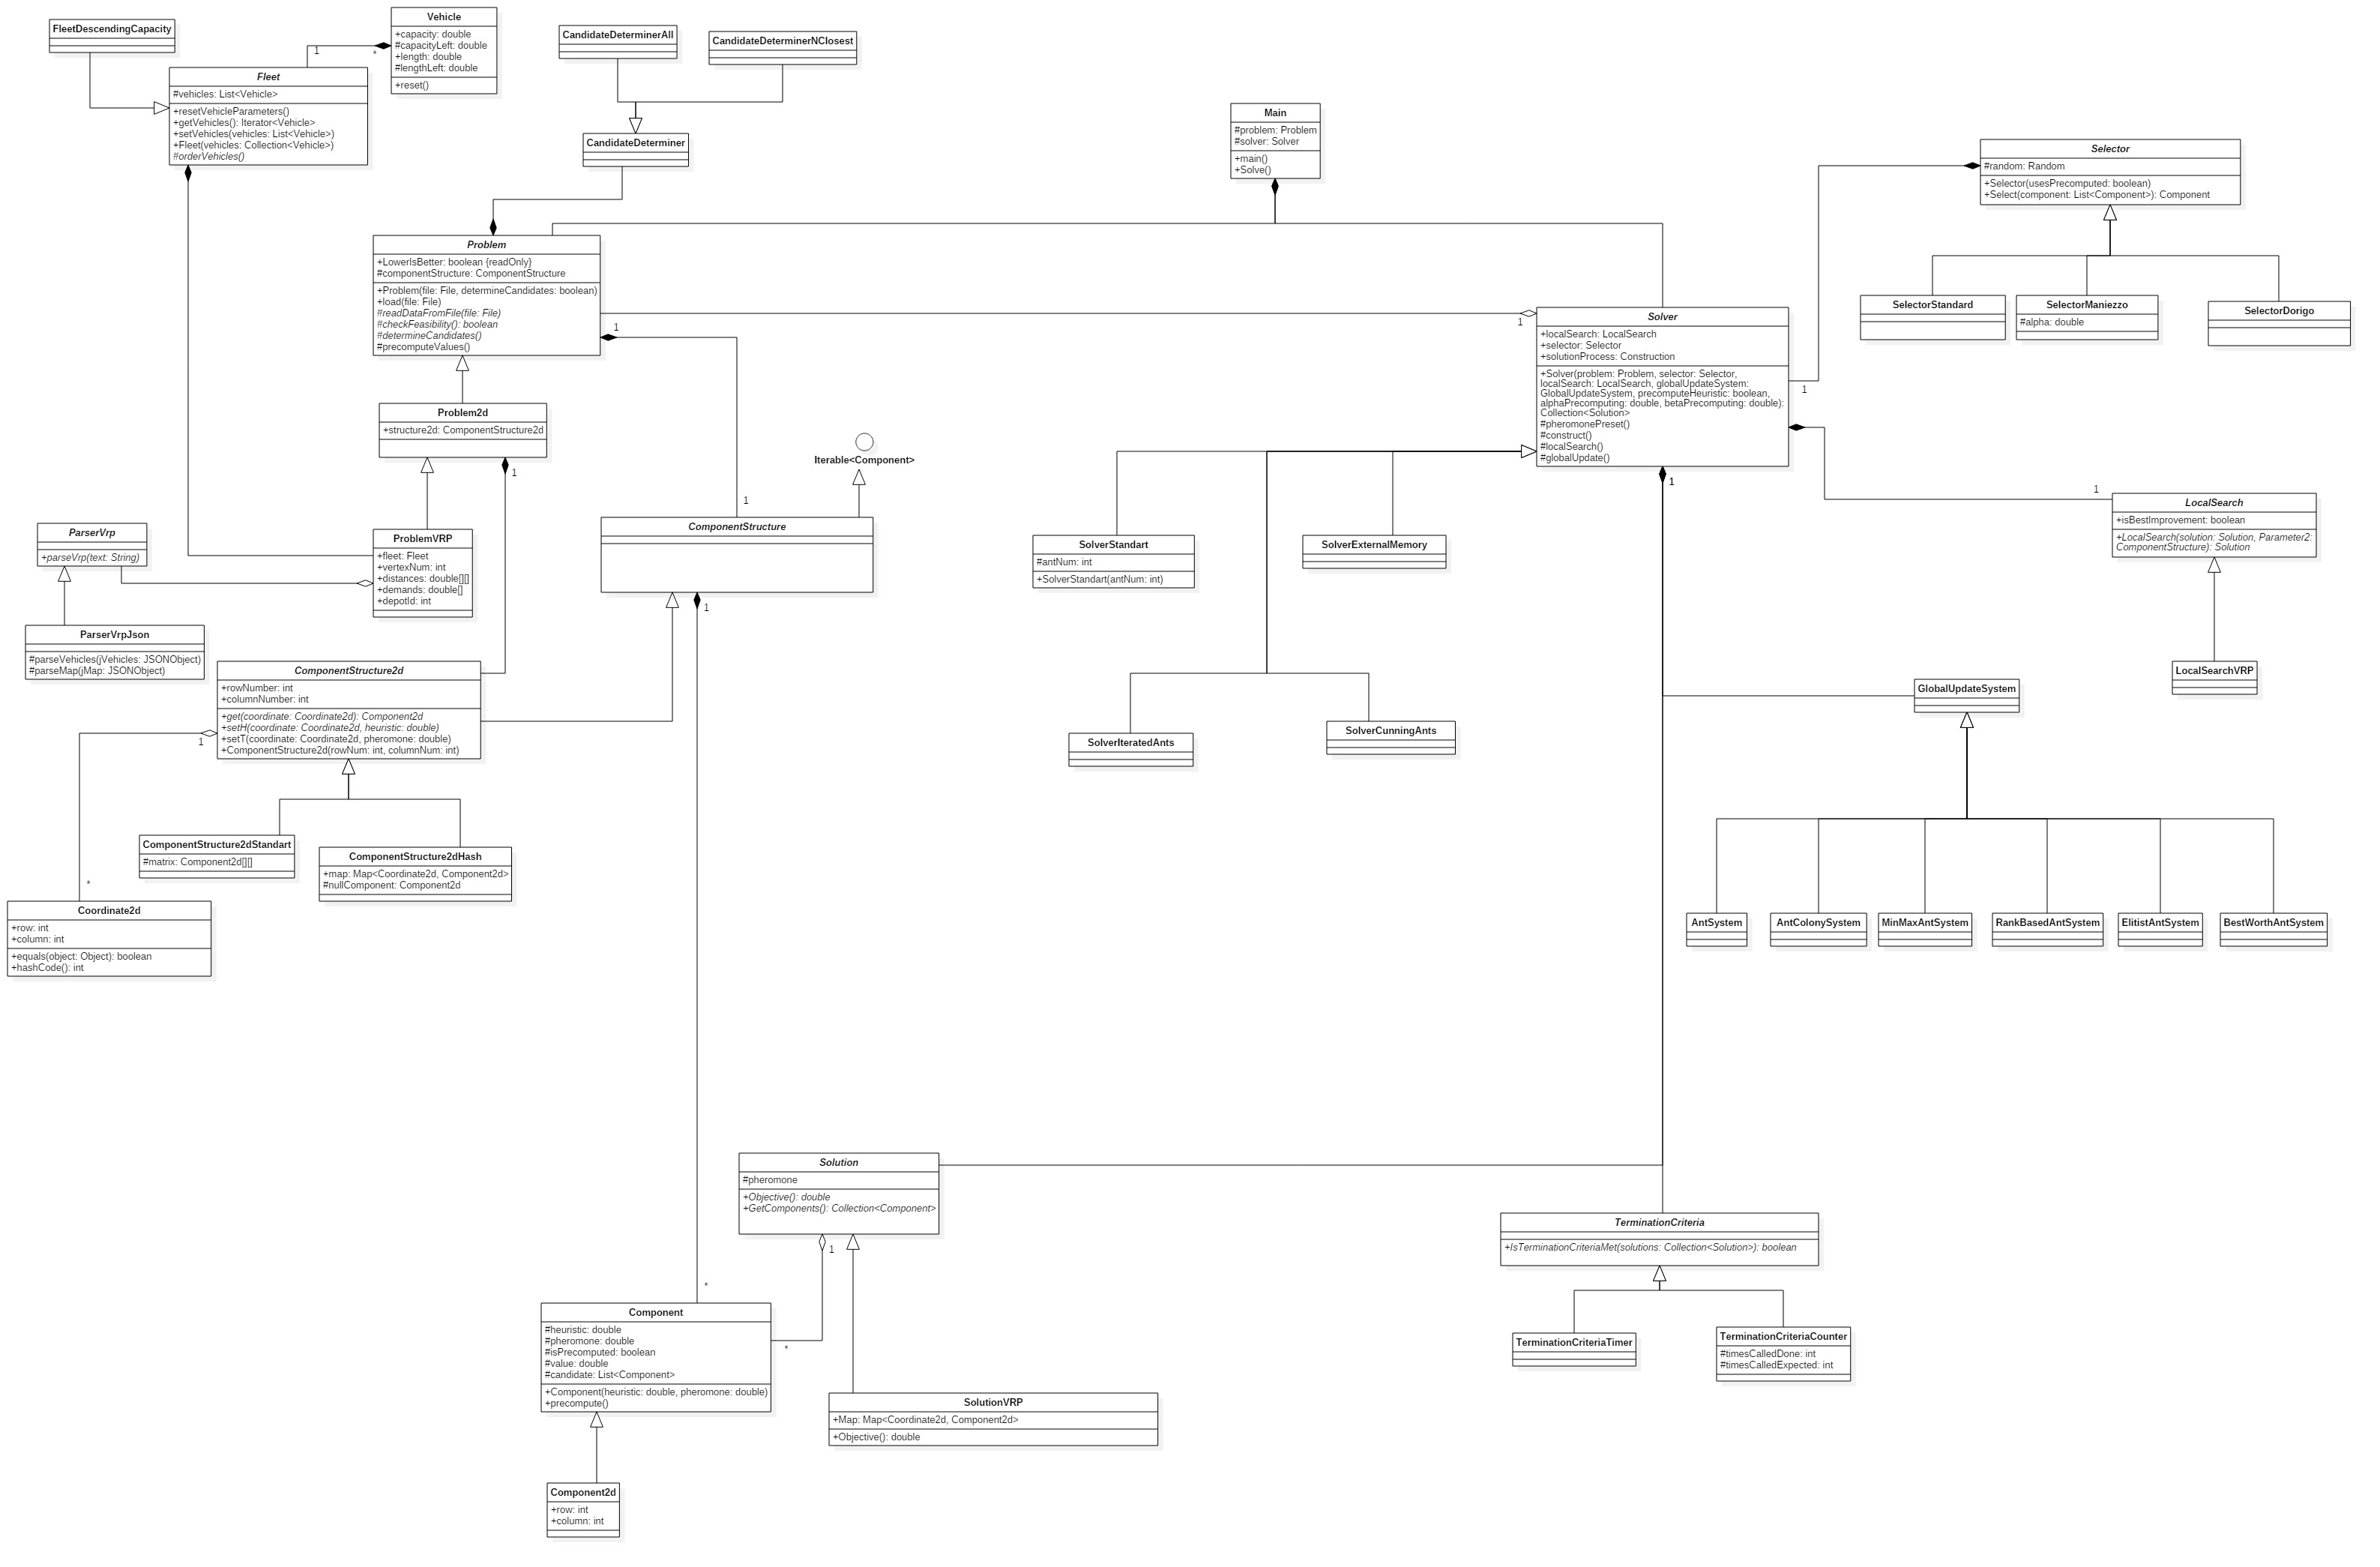 FleetDescendingCapacity
Vehicle
+capacity: double
#capacityLeft: double
+length: double
#lengthLeft: double
+reset()
1
*
Fleet
#vehicles: List<Vehicle>
+resetVehicleParameters()
+getVehicles(): Iterator<Vehicle>
+setVehicles(vehicles: List<Vehicle>)
+Fleet(vehicles: Collection<Vehicle>)
#orderVehicles()
CandidateDeterminerAll
CandidateDeterminerNClosest
CandidateDeterminer
Main
#problem: Problem
#solver: Solver
+main()
+Solve()
Selector
#random: Random
+Selector(usesPrecomputed: boolean)
+Select(component: List<Component>): Component
Problem
+LowerIsBetter: boolean {readOnly}
#componentStructure: ComponentStructure
+Problem(file: File, determineCandidates: boolean)
+load(file: File)
#readDataFromFile(file: File)
#checkFeasibility(): boolean
#determineCandidates()
#precomputeValues()
1
1
SelectorStandard
SelectorManiezzo
#alpha: double
SelectorDorigo
Solver
+localSearch: LocalSearch
+selector: Selector
+solutionProcess: Construction
+Solver(problem: Problem, selector: Selector,
localSearch: LocalSearch, globalUpdateSystem:
GlobalUpdateSystem, precomputeHeuristic: boolean,
alphaPrecomputing: double, betaPrecomputing: double):
Collection<Solution>
#pheromonePreset()
#construct()
#localSearch()
#globalUpdate()
1
1
Problem2d
+structure2d: ComponentStructure2d
1
Iterable<Component>
1
ComponentStructure
1
1
LocalSearch
+isBestImprovement: boolean
+LocalSearch(solution: Solution, Parameter2:
ComponentStructure): Solution
ParserVrp
+parseVrp(text: String)
ProblemVRP
+fleet: Fleet
+vertexNum: int
+distances: double[][]
+demands: double[]
+depotId: int
SolverStandart
#antNum: int
+SolverStandart(antNum: int)
SolverExternalMemory
ParserVrpJson
#parseVehicles(jVehicles: JSONObject)
#parseMap(jMap: JSONObject)
ComponentStructure2d
+rowNumber: int
+columnNumber: int
+get(coordinate: Coordinate2d): Component2d
+setH(coordinate: Coordinate2d, heuristic: double)
+setT(coordinate: Coordinate2d, pheromone: double)
+ComponentStructure2d(rowNum: int, columnNum: int)
1
LocalSearchVRP
GlobalUpdateSystem
SolverIteratedAnts
SolverCunningAnts
ComponentStructure2dStandart
#matrix: Component2d[][]
ComponentStructure2dHash
+map: Map<Coordinate2d, Component2d>
#nullComponent: Component2d
*
Coordinate2d
+row: int
+column: int
+equals(object: Object): boolean
+hashCode(): int
AntSystem
AntColonySystem
MinMaxAntSystem
RankBasedAntSystem
ElitistAntSystem
BestWorthAntSystem
Solution
#pheromone
+Objective(): double
+GetComponents(): Collection<Component>
1
TerminationCriteria
+IsTerminationCriteriaMet(solutions: Collection<Solution>): boolean
*
Component
#heuristic: double
#pheromone: double
#isPrecomputed: boolean
#value: double
#candidate: List<Component>
+Component(heuristic: double, pheromone: double)
+precompute()
*
TerminationCriteriaTimer
TerminationCriteriaCounter
#timesCalledDone: int
#timesCalledExpected: int
SolutionVRP
+Map: Map<Coordinate2d, Component2d>
+Objective(): double
Component2d
+row: int
+column: int